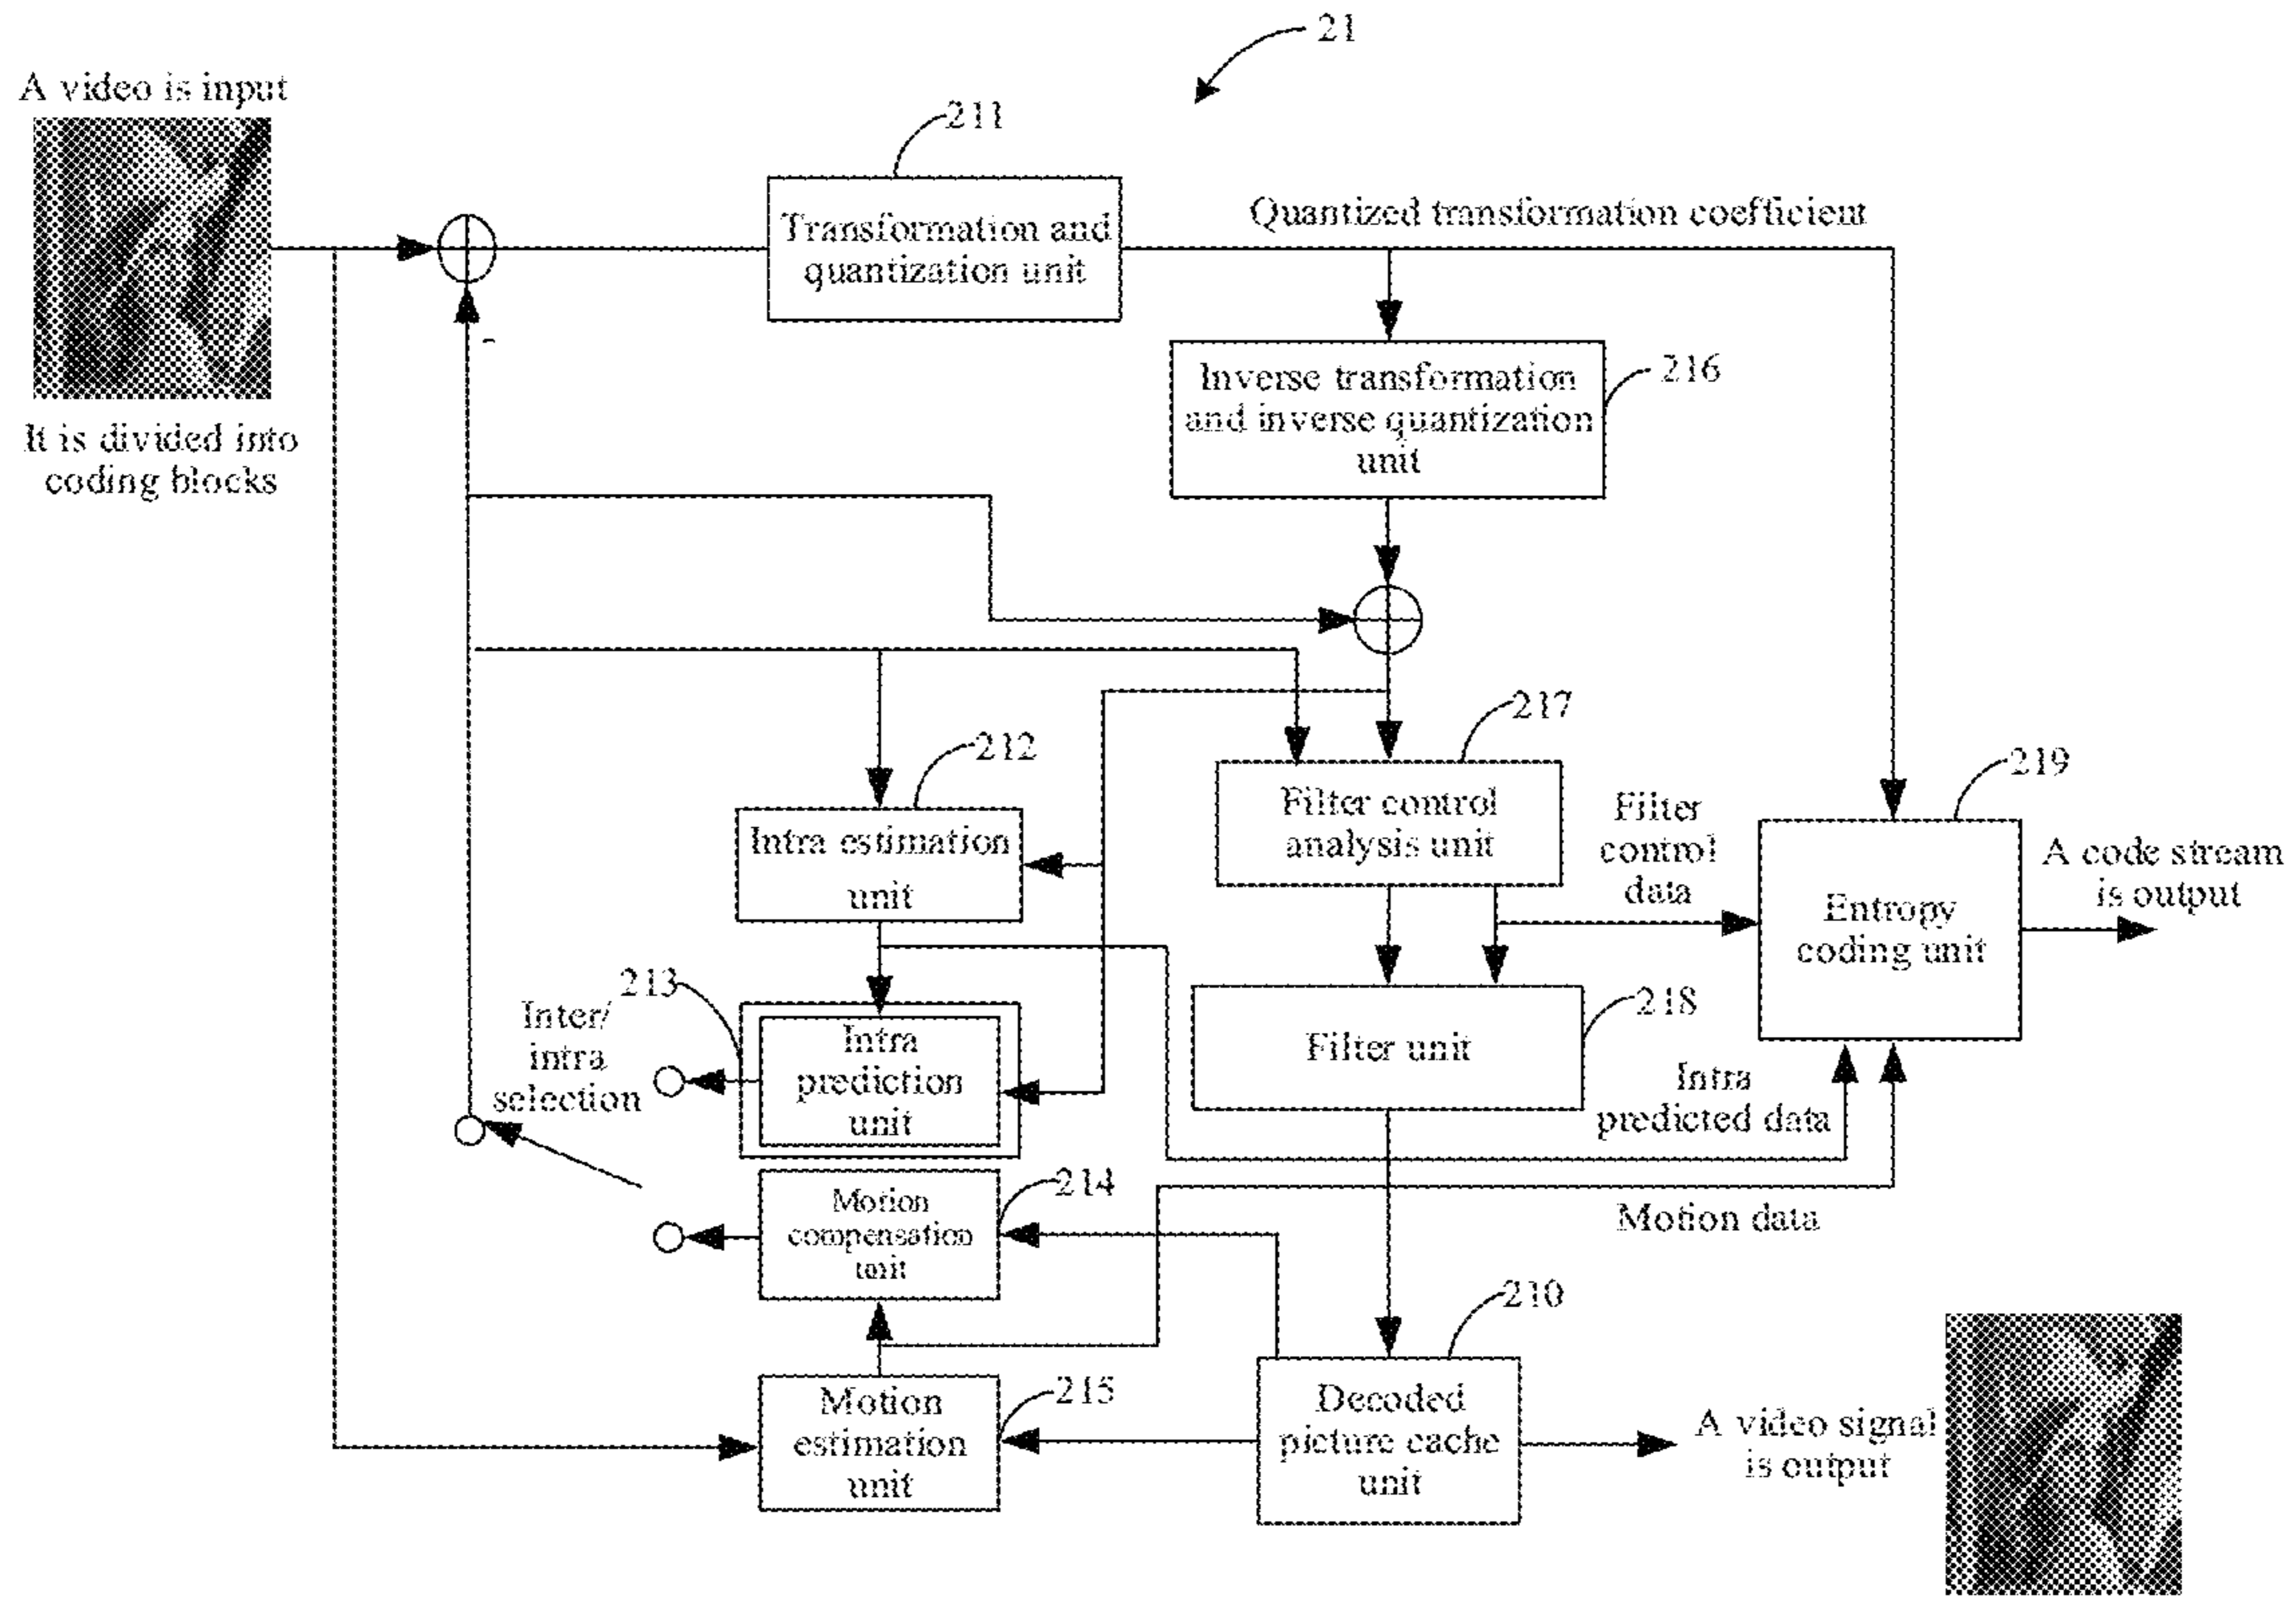 21
A video is input
211
Transformation and
quantization unit
Quantized transformation coefficient
216
Inverse transformation
and inverse quantization
unit
It is divided into
coding blocks
-
217
212
219
Filter control
analysis unit
Filter
control
data
Intra estimation
unit
A code stream
is output
Entropy
coding unit
213
Inter/
intra
selection
Intra
prediction
unit
218
Filter unit
Intra
predicted data
214
Motion
compensation
unit
Motion data
210
215
Motion
estimation
unit
Decoded
picture cache
unit
A video signal
is output